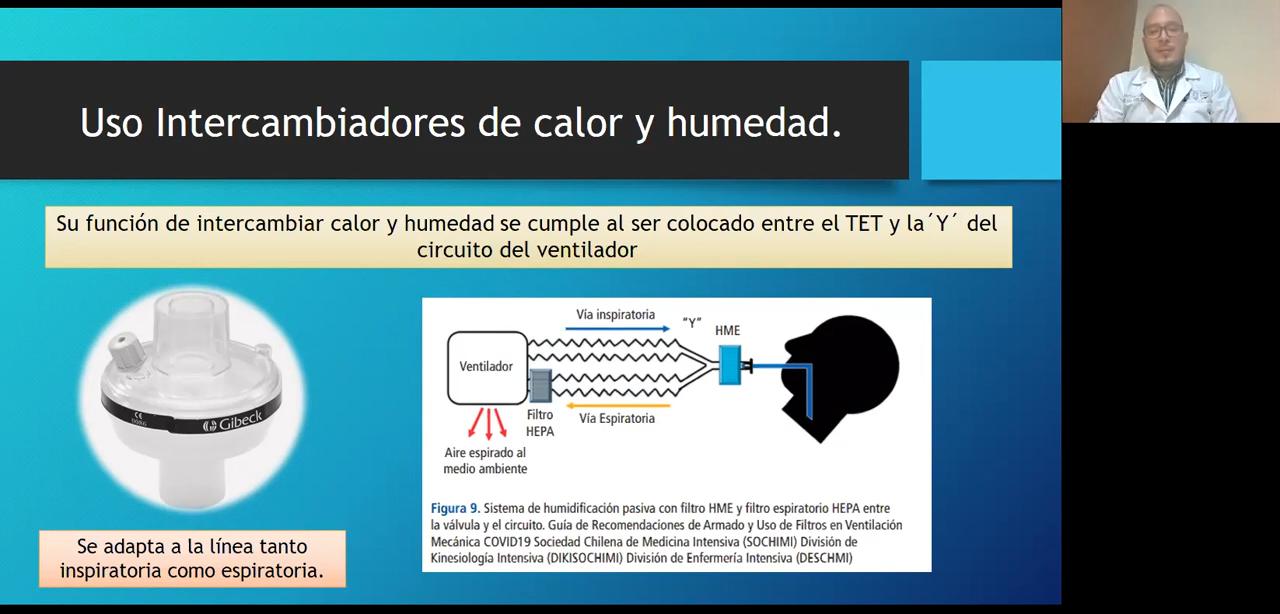 Uso Intercambiadores de calor y humedad.
Su función de intercambiar calor y humedad se cumple al ser colocado entre el TET y la ´Y´ del
circuito del ventilador
Gibeck
Se adapta a la línea tanto
inspiratoria como espiratoria.
Vía inspiratoria
"Y"
HME
Ventilador
Filtro
HEPA
Vía Espiratoria
Aire espirado al
medio ambiente
Figura 9. Sistema de humidificación pasiva con filtro HME y filtro espiratorio HEPA entre
la válvula y el circuito. Guía de Recomendaciones de Armado y Uso de Filtros en Ventilación
Mecánica COVID19 Sociedad Chilena de Medicina Intensiva (SOCHIMI) División de
Kinesiología Intensiva (DIKISOCHIMI) División de Enfermería Intensiva (DESCHMI)